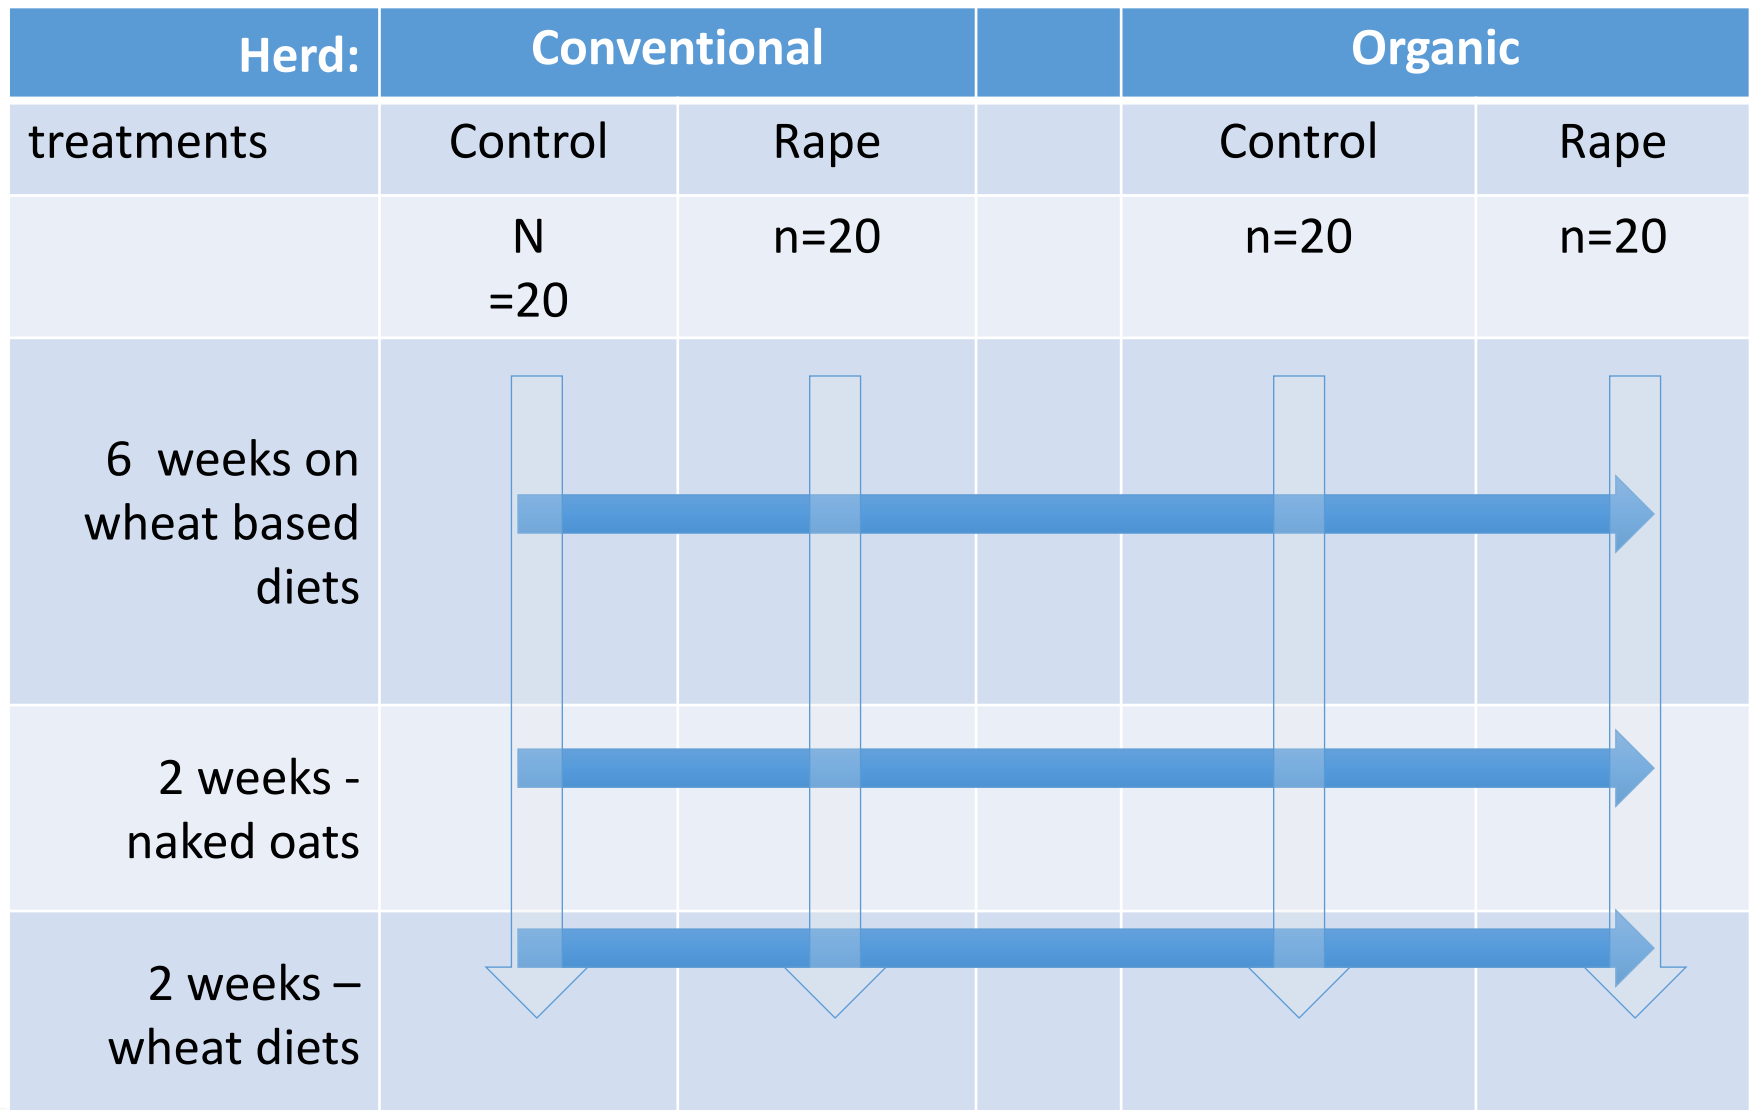 Herd: Conventional Organic
treatments Control Rape Control Rape
N n=20 n=20 n=20
=20
6 weeks on
wheat based
diets
2 weeks -
naked oats
2 weeks –
wheat diets